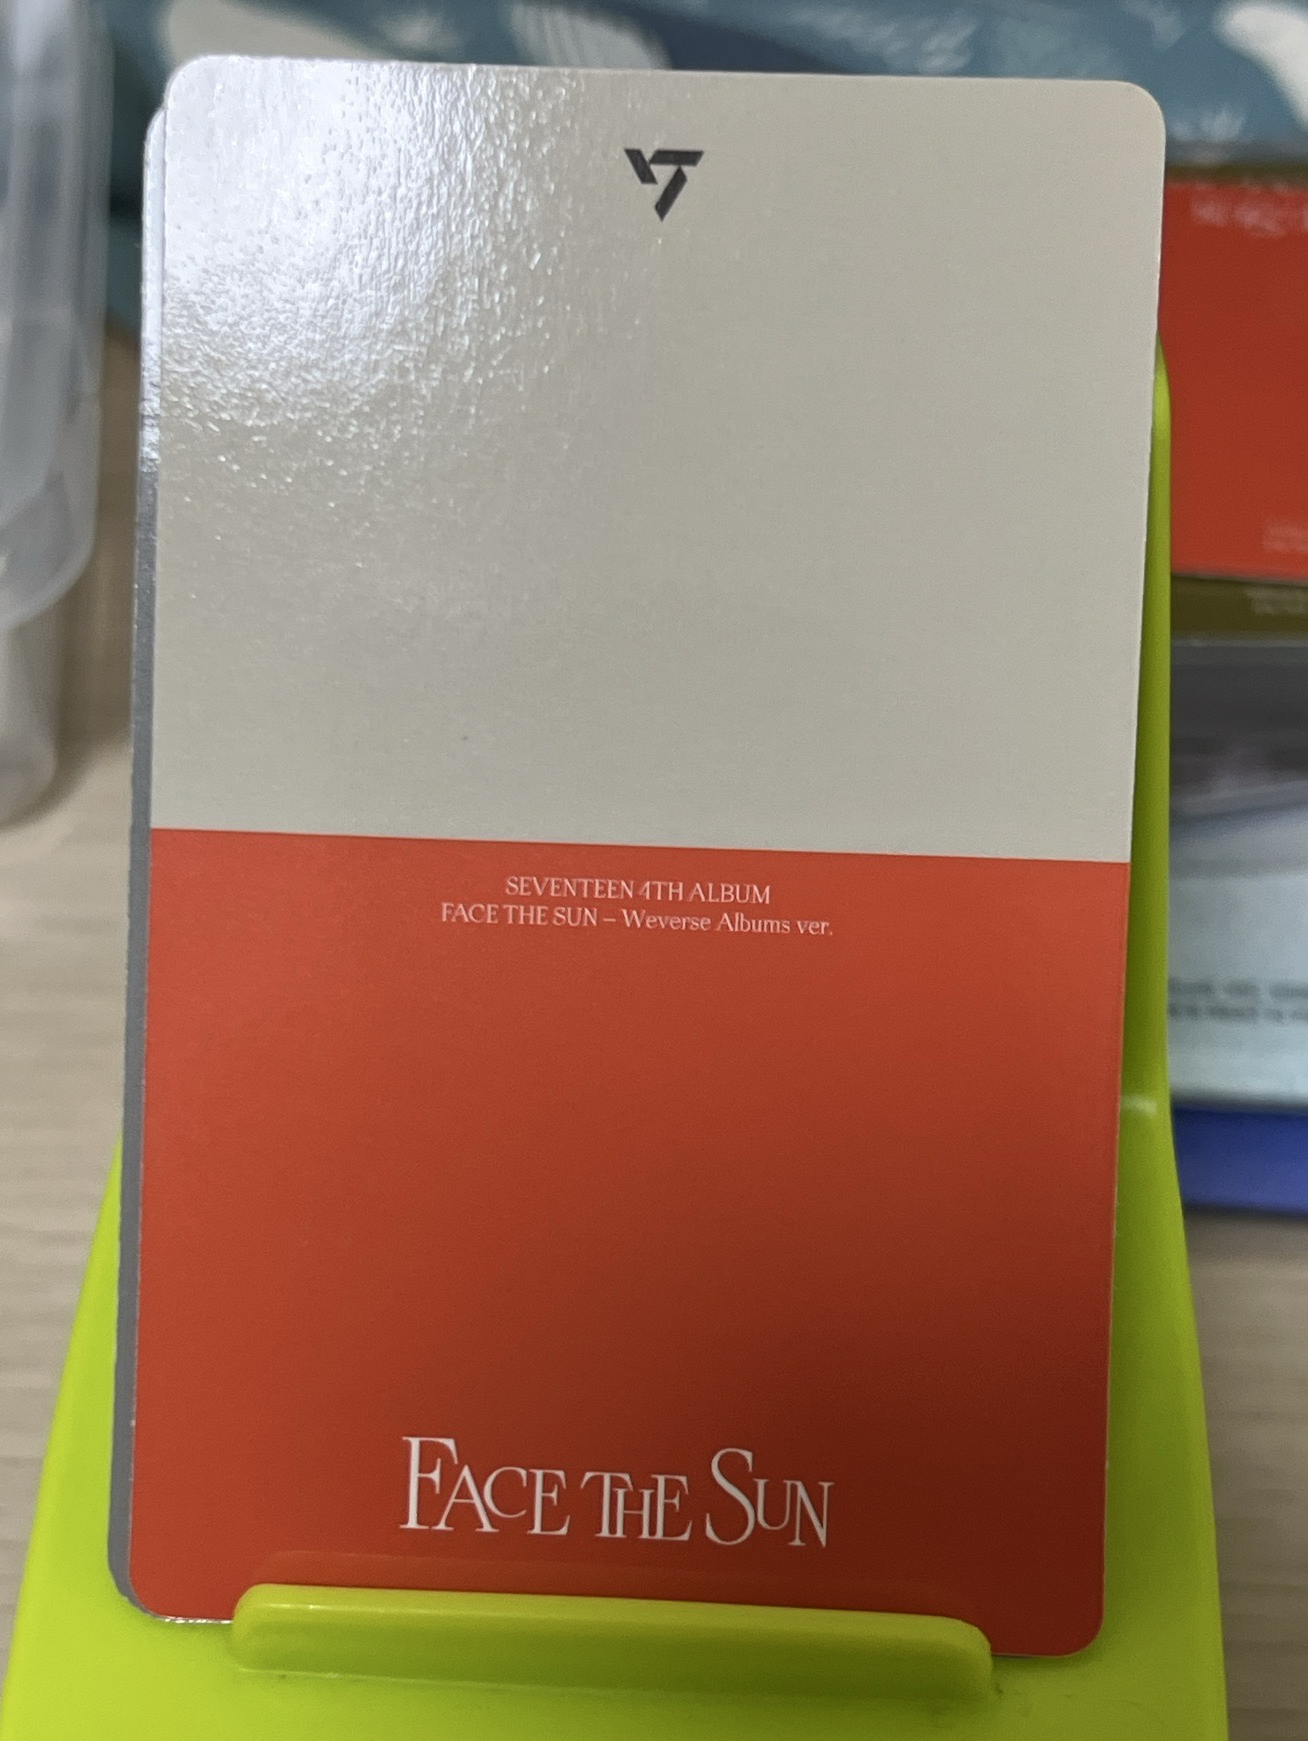 SEVENTEEN 4TH ALBUM
FACE THE SUN – Weverse Albums ver.
FACE THE SUN